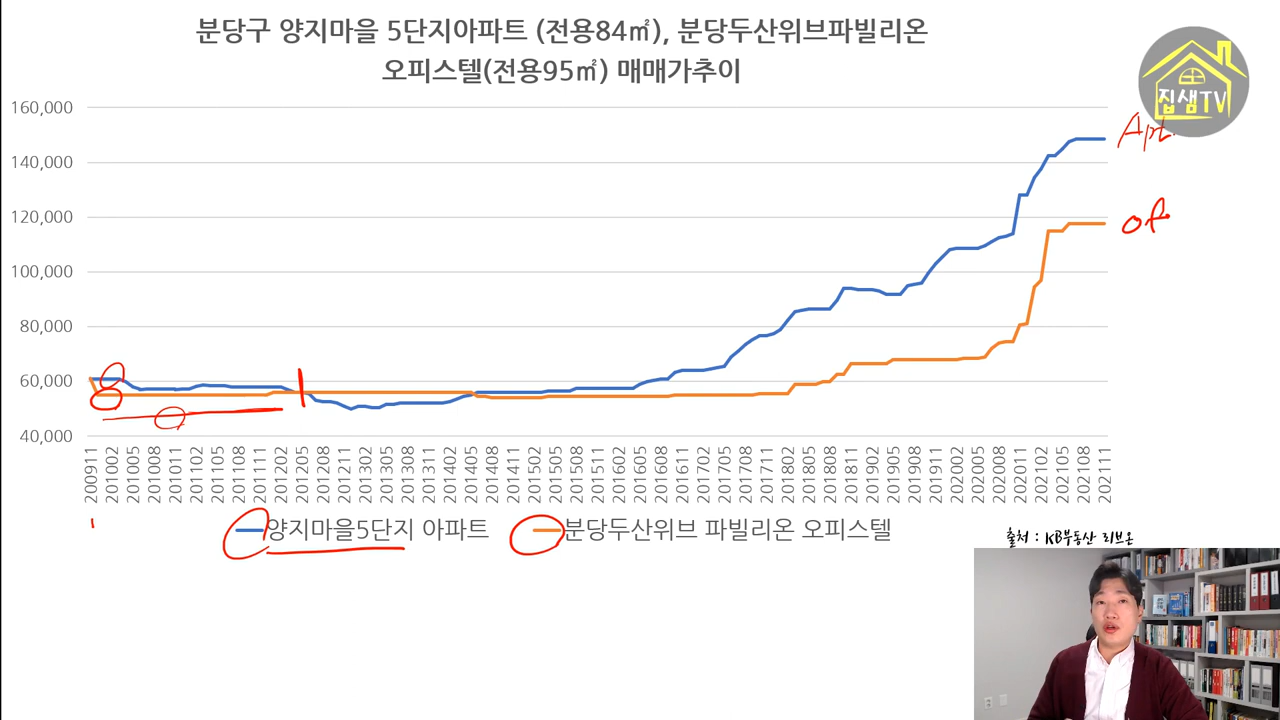 분당구 양지마을 5단지아파트 (전용84㎡), 분당두산위브파빌리온
오피스텔(전용95㎡) 매매가추이
집샘TV
160,000
Apt.
140,000
120,000
of
100,000
80,000
60,000
40,000
200911 201002 201005 201008 201011 201102 201105 201108 201111 201202 201205 201208 201211 201302 201305 201308 201311 201402 201405 201408 201411 201502 201505 201508 201511 201602 201605 201608 201611 201702 201705 201708 201711 201802 201805 201808 201811 201902 201905 201908 201911 202002 202005 202008 202011 202102 202105 202108 202111
양지마을5단지 아파트 분당두산위브 파빌리온 오피스텔
출처 : KB부동산 리브온